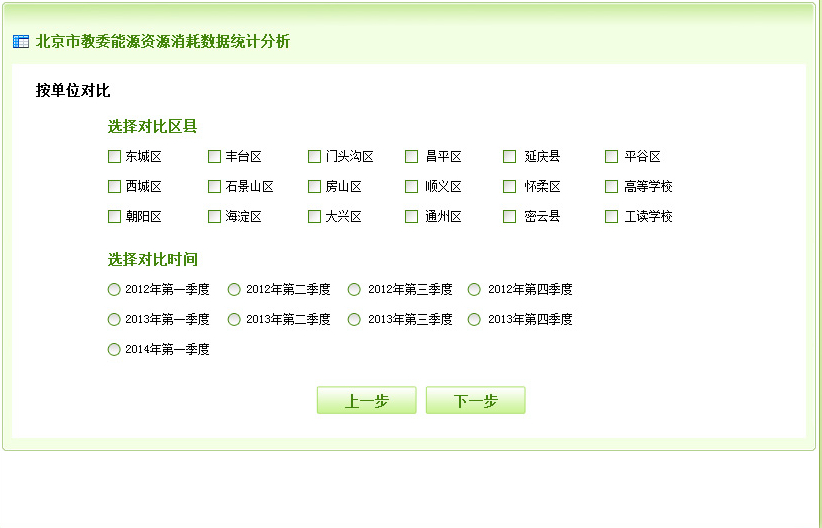 北京市教委能源资源消耗数据统计分析
按单位对比
选择对比区县
东城区 丰台区 门头沟区 昌平区 延庆县 平谷区
西城区 石景山区 房山区 顺义区 怀柔区 高等学校
朝阳区 海淀区 大兴区 通州区 密云县 工读学校
选择对比时间
2012年第一季度 2012年第二季度 2012年第三季度 2012年第四季度
2013年第一季度 2013年第二季度 2013年第三季度 2013年第四季度
2014年第一季度
上一步 下一步